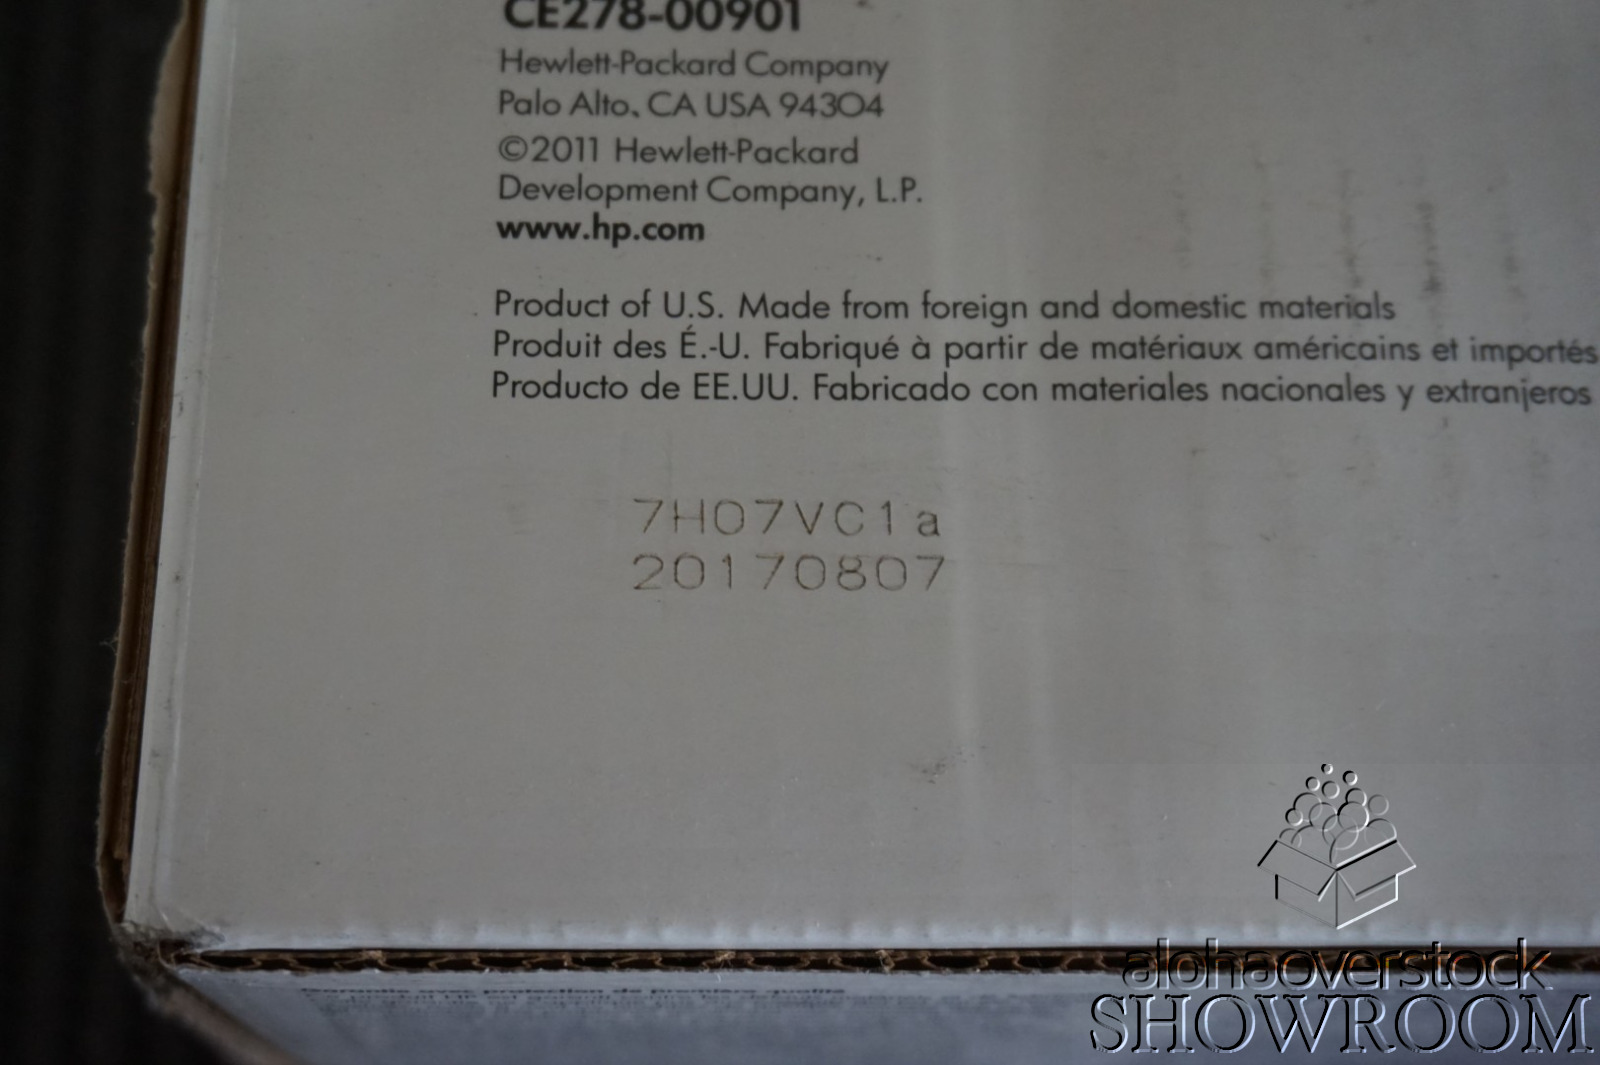 CE278-00901
Hewlett-Packard Company
Palo Alto, CA USA 94304
©2011 Hewlett-Packard
Development Company, L.P.
www.hp.com
Product of U.S. Made from foreign and domestic materials
Produit des É.-U. Fabriqué à partir de matériaux américains et importés
Producto de EE.UU. Fabricado con materiales nacionales y extranjeros
7H07VC1a
20170807
alohaoverstock
SHOWROOM